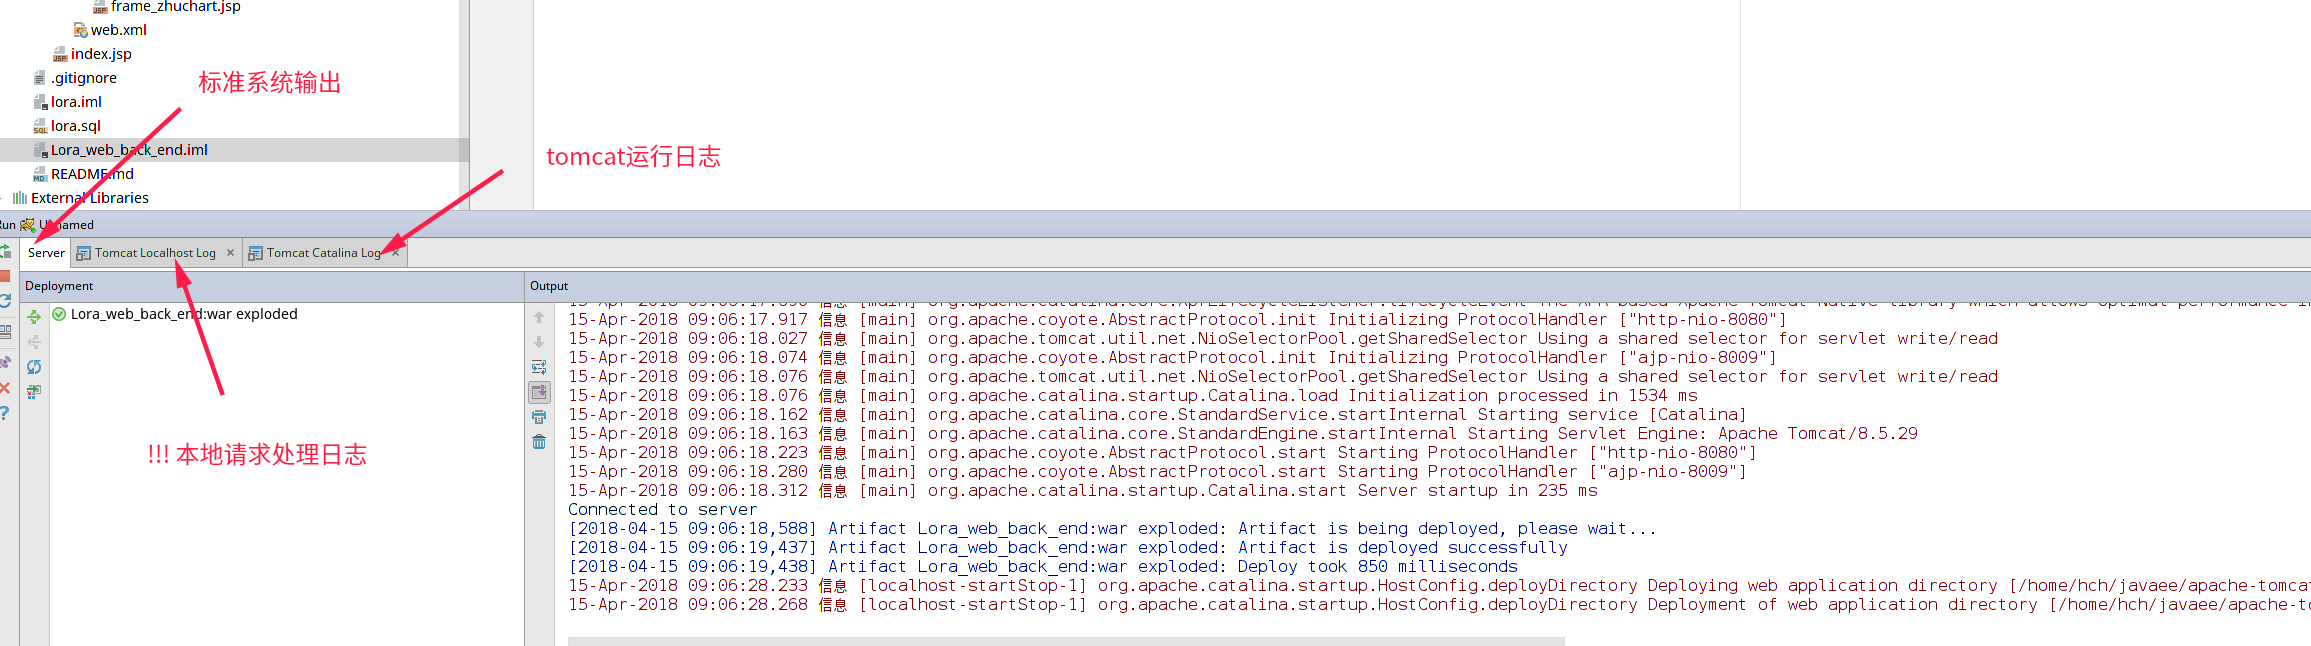 frame_zhuchart.jsp
web.xml
index.jsp
.gitignore
标准系统输出
lora.iml
lora.sql
Lora_web_back_end.iml
tomcat运行日志
README.md
External Libraries
Run Unnamed
Server Tomcat Localhost Log Tomcat Catalina Log
Deployment Output
Lora_web_back_end:war exploded
!!! 本地请求处理日志
15-Apr-2018 09:06:17.917 信息 [main] org.apache.coyote.AbstractProtocol.init Initializing ProtocolHandler ["http-nio-8080"]
15-Apr-2018 09:06:18.027 信息 [main] org.apache.tomcat.util.net.NioSelectorPool.getSharedSelector Using a shared selector for servlet write/read
15-Apr-2018 09:06:18.074 信息 [main] org.apache.coyote.AbstractProtocol.init Initializing ProtocolHandler ["ajp-nio-8009"]
15-Apr-2018 09:06:18.076 信息 [main] org.apache.tomcat.util.net.NioSelectorPool.getSharedSelector Using a shared selector for servlet write/read
15-Apr-2018 09:06:18.076 信息 [main] org.apache.catalina.startup.Catalina.load Initialization processed in 1534 ms
15-Apr-2018 09:06:18.162 信息 [main] org.apache.catalina.core.StandardService.startInternal Starting service [Catalina]
15-Apr-2018 09:06:18.163 信息 [main] org.apache.catalina.core.StandardEngine.startInternal Starting Servlet Engine: Apache Tomcat/8.5.29
15-Apr-2018 09:06:18.223 信息 [main] org.apache.coyote.AbstractProtocol.start Starting ProtocolHandler ["http-nio-8080"]
15-Apr-2018 09:06:18.280 信息 [main] org.apache.coyote.AbstractProtocol.start Starting ProtocolHandler ["ajp-nio-8009"]
15-Apr-2018 09:06:18.312 信息 [main] org.apache.catalina.startup.Catalina.start Server startup in 235 ms
Connected to server
[2018-04-15 09:06:18,588] Artifact Lora_web_back_end:war exploded: Artifact is being deployed, please wait...
[2018-04-15 09:06:19,437] Artifact Lora_web_back_end:war exploded: Artifact is deployed successfully
[2018-04-15 09:06:19,438] Artifact Lora_web_back_end:war exploded: Deploy took 850 milliseconds
15-Apr-2018 09:06:28.233 信息 [localhost-startStop-1] org.apache.catalina.startup.HostConfig.deployDirectory Deploying web application directory [/home/hch/javaee/apache-tomcat
15-Apr-2018 09:06:28.268 信息 [localhost-startStop-1] org.apache.catalina.startup.HostConfig.deployDirectory Deployment of web application directory [/home/hch/javaee/apache-to